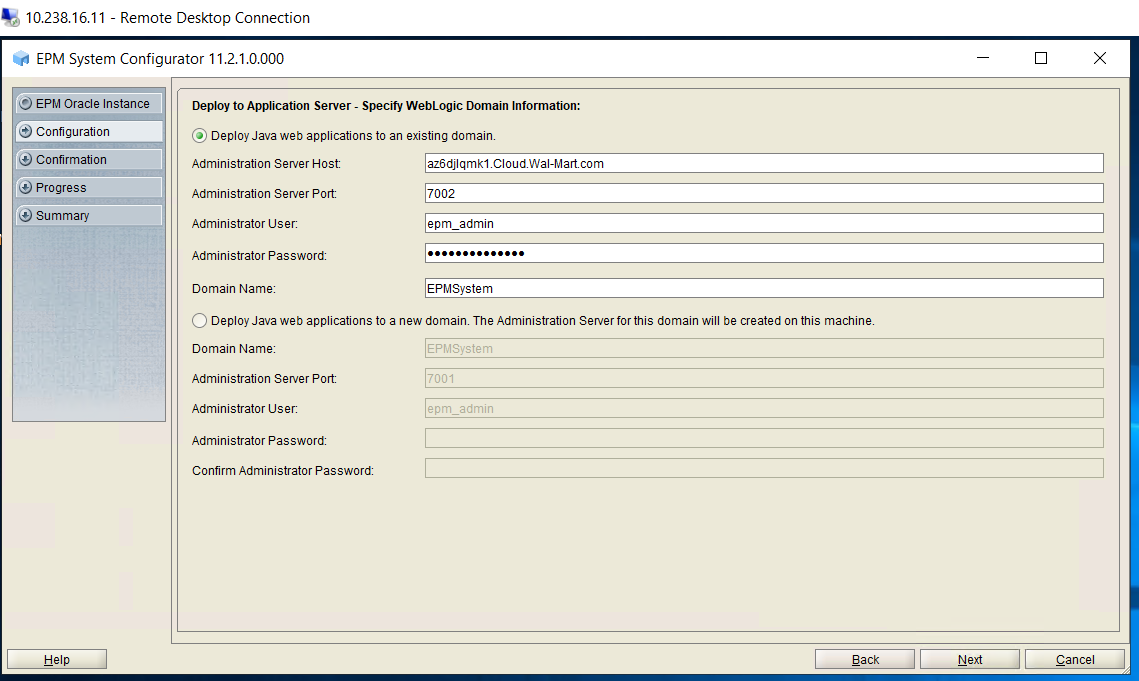 10.238.16.11 - Remote Desktop Connection
EPM System Configurator 11.2.1.0.000
EPM Oracle Instance
Configuration
Confirmation
Progress
Summary
Deploy to Application Server - Specify WebLogic Domain Information:
Deploy Java web applications to an existing domain.
Administration Server Host: az6djlqmk1.Cloud.Wal-Mart.com
Administration Server Port: 7002
Administrator User: epm_admin
Administrator Password: ••••••••••••••
Domain Name: EPMSystem
Deploy Java web applications to a new domain. The Administration Server for this domain will be created on this machine.
Domain Name: EPMSystem
Administration Server Port: 7001
Administrator User: epm_admin
Administrator Password:
Confirm Administrator Password:
Help Back Next Cancel